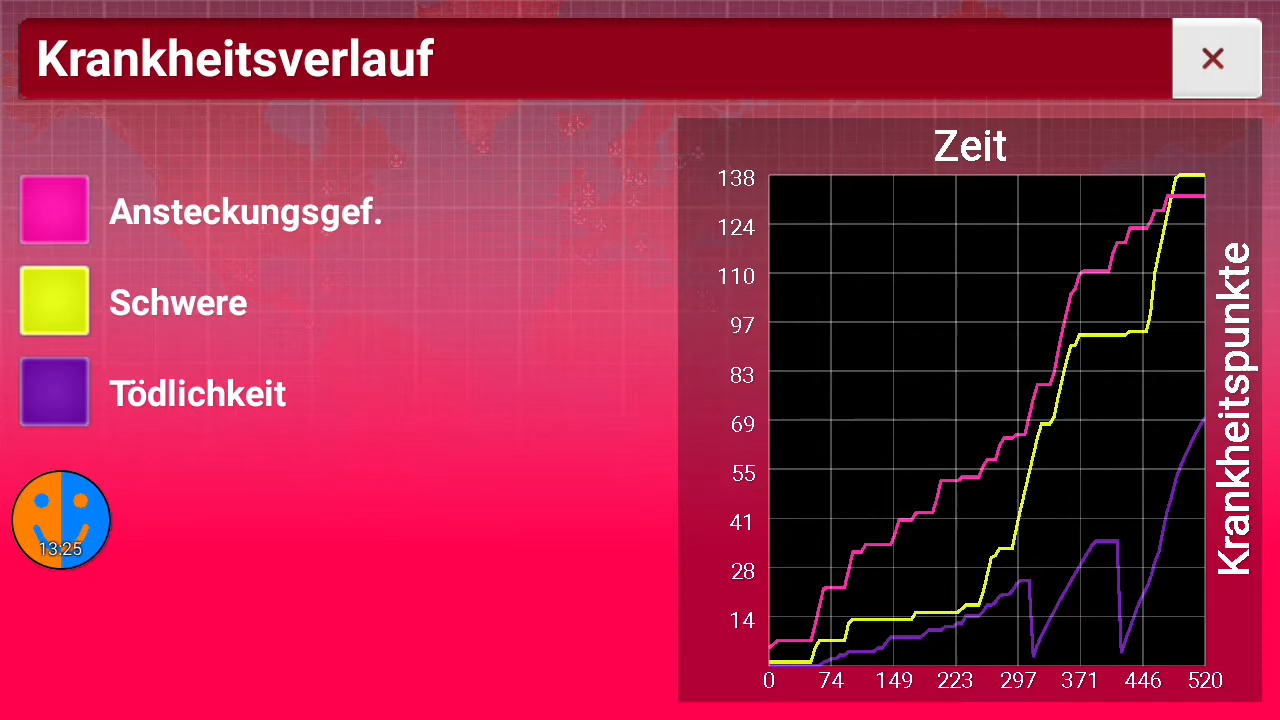 Krankheitsverlauf
×
Ansteckungsgef.
Schwere
Tödlichkeit
13:25
Zeit
138
124
110
97
83
69
55
41
28
14
0 74 149 223 297 371 446 520
Krankheitspunkte